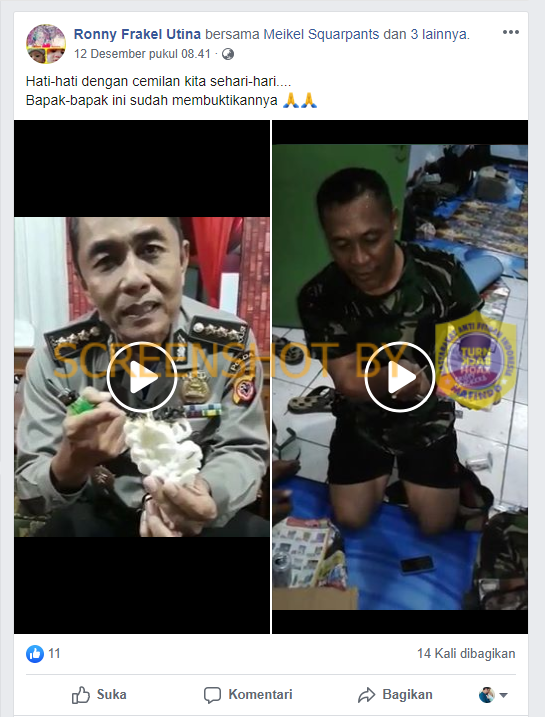 Ronny Frakel Utina bersama Meikel Squarpants dan 3 lainnya.
12 Desember pukul 08.41 ·
Hati-hati dengan cemilan kita sehari-hari....
Bapak-bapak ini sudah membuktikannya 🙏🙏
SCREENSHOT BY
TURN
BACK
HOAX
11
14 Kali dibagikan
Suka
Komentari
Bagikan